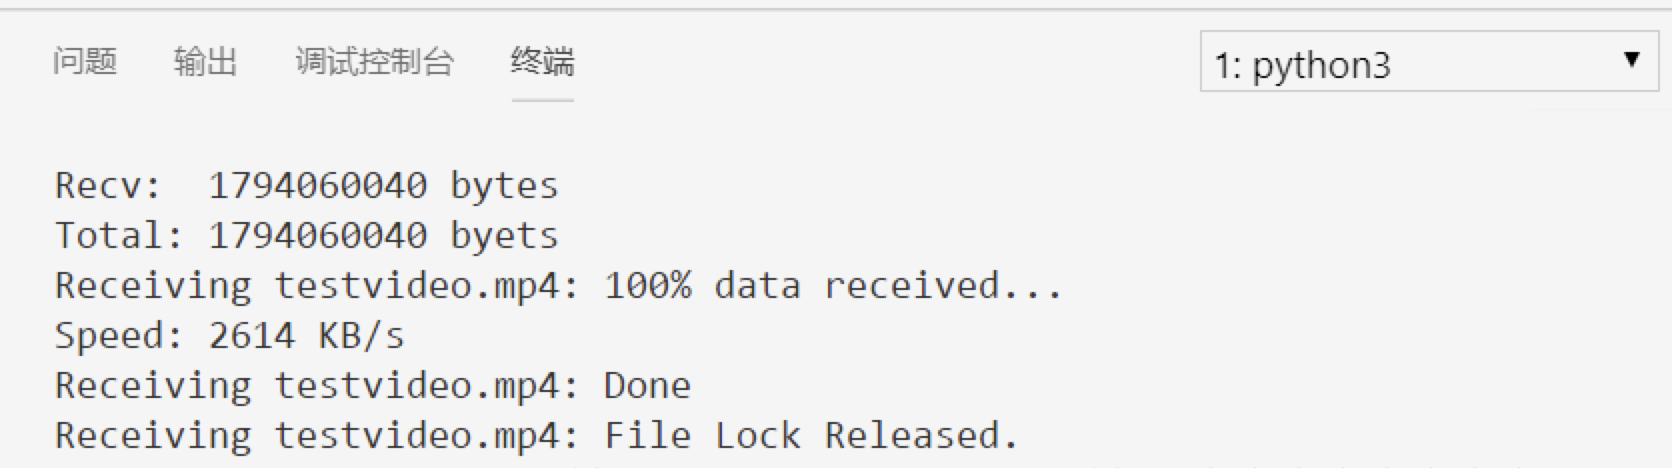 问题 输出 调试控制台 终端 1: python3
Recv:  1794060040 bytes
Total: 1794060040 byets
Receiving testvideo.mp4: 100% data received...
Speed: 2614 KB/s
Receiving testvideo.mp4: Done
Receiving testvideo.mp4: File Lock Released.